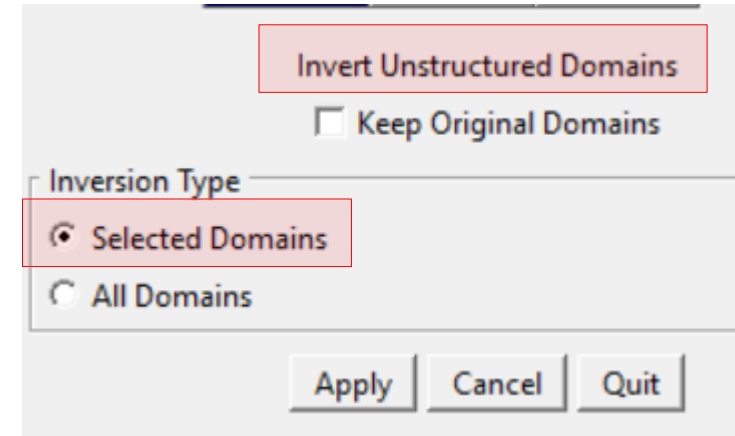 Invert Unstructured Domains
Keep Original Domains
Inversion Type
Selected Domains
All Domains
Apply Cancel Quit